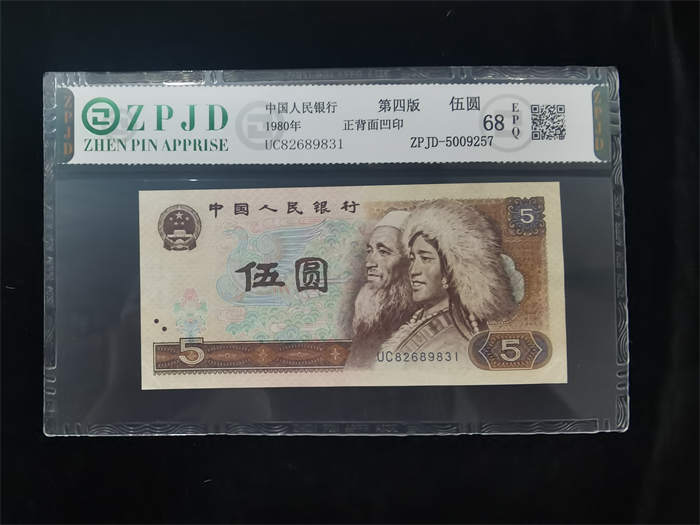 ZPJD
ZPJD
ZHEN PIN APPRISE
中国人民银行 第四版 伍圆
1980年 正背面凹印
UC82689831 ZPJD-5009257
68 EPQ
ZPJD
中国人民银行
5
伍圆
UC82689831
5
5